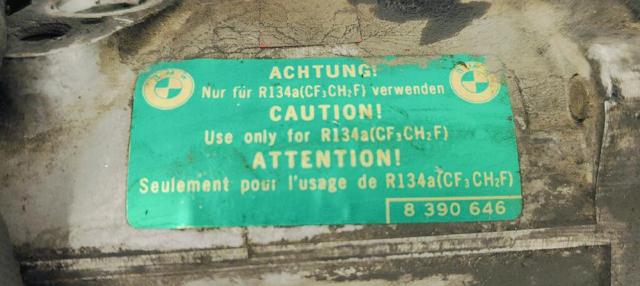 ACHTUNG!
Nur für R134a(CF₃CH₂F) verwenden
CAUTION!
Use only for R134a(CF₃CH₂F)
ATTENTION!
Seulement pour l'usage de R134a(CF₃CH₂F)
8 390 646